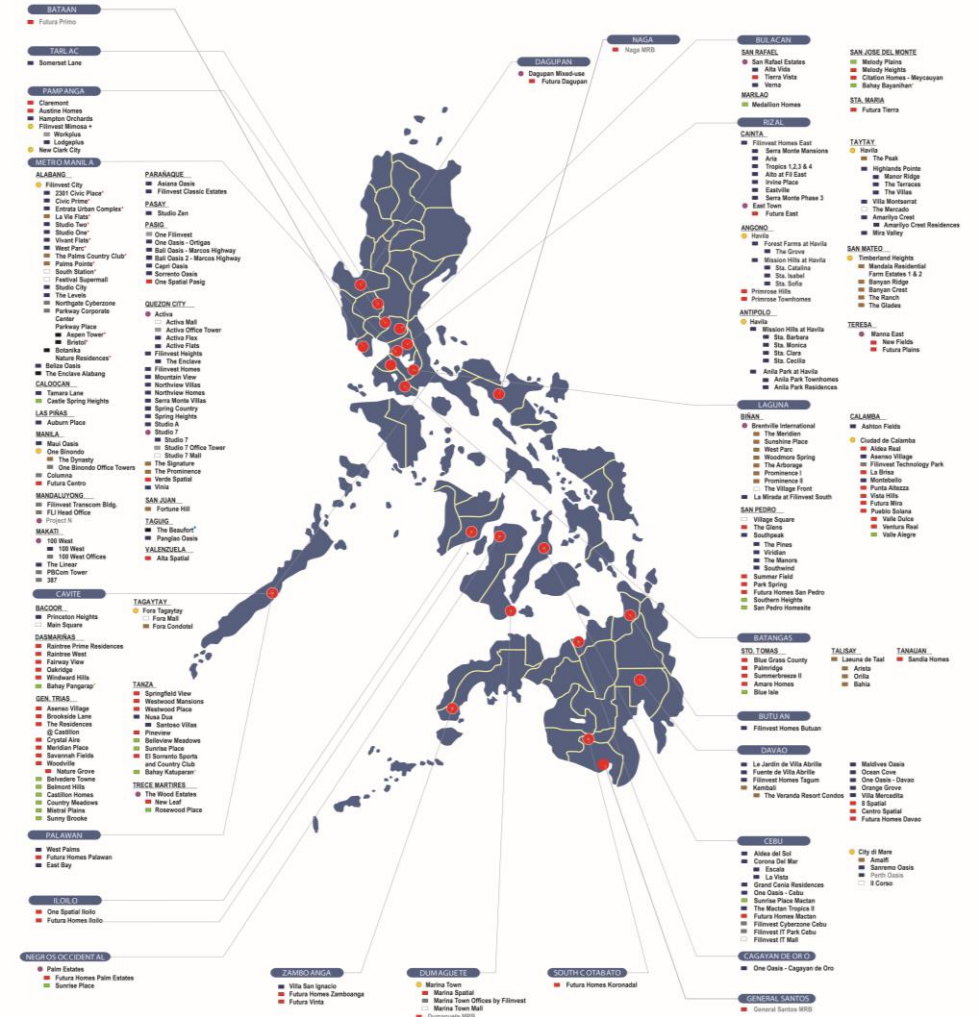 BATAAN
Futura Primo
TARLAC
Somerset Lane
PAMPANGA
Claremont
Austine Homes
Hampton Orchards
Filinvest Mimosa +
Workplus
Lodgeplus
New Clark City
METRO MANILA
ALABANG
Filinvest City
2301 Civic Place*
Civic Prime*
Entrata Urban Complex*
La Vie Flats*
Studio Two*
Studio One*
Vivant Flats*
West Parc*
The Palms Country Club*
Palms Pointe*
South Station*
Festival Supermall
Studio City
The Levels
Northgate Cyberzone
Parkway Corporate
Center
Parkway Place
Aspen Tower*
Bristol*
Botanika
Nature Residences*
Belize Oasis
The Enclave Alabang
CALOOCAN
Tamara Lane
Castle Spring Heights
LAS PIÑAS
Auburn Place
MANILA
Maui Oasis
One Binondo
The Dynasty
One Binondo Office Towers
Columna
Futura Centro
MANDALUYONG
Filinvest Transcom Bldg.
FLI Head Office
Project N
MAKATI
100 West
100 West
100 West Offices
The Linear
PBCom Tower
387
PARAÑAQUE
Asiana Oasis
Filinvest Classic Estates
PASAY
Studio Zen
PASIG
One Filinvest
One Oasis - Ortigas
Bali Oasis - Marcos Highway
Bali Oasis 2 - Marcos Highway
Capri Oasis
Sorrento Oasis
One Spatial Pasig
QUEZON CITY
Activa
Activa Mall
Activa Office Tower
Activa Flex
Activa Flats
Filinvest Heights
The Enclave
Filinvest Homes
Mountain View
Northview Villas
Northview Homes
Serra Monte Villas
Spring Country
Spring Heights
Studio A
Studio 7
Studio 7
Studio 7 Office Tower
Studio 7 Mall
The Signature
The Prominence
Verde Spatial
Vinia
SAN JUAN
Fortune Hill
TAGUIG
The Beaufort*
Panglao Oasis
VALENZUELA
Alta Spatial
CAVITE
BACOOR
Princeton Heights
Main Square
DASMARIÑAS
Raintree Prime Residences
Raintree West
Fairway View
Oakridge
Windward Hills
Bahay Pangarap*
GEN. TRIAS
Asenso Village
Brookside Lane
The Residences
@ Castillon
Crystal Aire
Meridian Place
Savannah Fields
Woodville
Nature Grove
Belvedere Towne
Belmont Hills
Castillon Homes
Country Meadows
Mistral Plains
Sunny Brooke
TAGAYTAY
Fora Tagaytay
Fora Mall
Fora Condotel
TANZA
Springfield View
Westwood Mansions
Westwood Place
Nusa Dua
Santoso Villas
Pineview
Belleview Meadows
Sunrise Place
El Sorrento Sports
and Country Club
Bahay Katuparan*
TRECE MARTIRES
The Wood Estates
New Leaf
Rosewood Place
PALAWAN
West Palms
Futura Homes Palawan
East Bay
ILOILO
One Spatial Iloilo
Futura Homes Iloilo
NEGROS OCCIDENTAL
Palm Estates
Futura Homes Palm Estates
Sunrise Place
DAGUPAN
Dagupan Mixed-use
Futura Dagupan
NAGA
Naga MRB
ZAMBOANGA
Villa San Ignacio
Futura Homes Zamboanga
Futura Vinta
DUMAGUETE
Marina Town
Marina Spatial
Marina Town Offices by Filinvest
Marina Town Mall
Dumaguete MRB
SOUTH COTABATO
Futura Homes Koronadal
BULACAN
SAN RAFAEL
San Rafael Estates
Alta Vida
Tierra Vista
Verna
MARILAO
Medallion Homes
SAN JOSE DEL MONTE
Melody Plains
Melody Heights
Citation Homes - Meycauyan
Bahay Bayanihan*
STA. MARIA
Futura Tierra
RIZAL
CAINTA
Filinvest Homes East
Serra Monte Mansions
Aria
Tropics 1,2,3 & 4
Alto at Fil East
Irvine Place
Eastville
Serra Monte Phase 3
East Town
Futura East
ANGONO
Havila
Forest Farms at Havila
The Grove
Mission Hills at Havila
Sta. Catalina
Sta. Isabel
Sta. Sofia
Primrose Hills
Primrose Townhomes
ANTIPOLO
Havila
Mission Hills at Havila
Sta. Barbara
Sta. Monica
Sta. Clara
Sta. Cecilia
Anila Park at Havila
Anila Park Townhomes
Anila Park Residences
TAYTAY
Havila
The Peak
Highlands Pointe
Manor Ridge
The Terraces
The Villas
Villa Montserrat
The Mercado
Amarilyo Crest
Amarilyo Crest Residences
Mira Valley
SAN MATEO
Timberland Heights
Mandala Residential
Farm Estates 1 & 2
Banyan Ridge
Banyan Crest
The Ranch
The Glades
TERESA
Manna East
New Fields
Futura Plains
LAGUNA
BIÑAN
Brentville International
The Meridien
Sunshine Place
West Parc
Woodmore Spring
The Arborage
Prominence I
Prominence II
The Village Front
La Mirada at Filinvest South
SAN PEDRO
Village Square
The Glens
Southpeak
The Pines
Viridian
The Manors
Southwind
Summer Field
Park Spring
Futura Homes San Pedro
Southern Heights
San Pedro Homesite
CALAMBA
Ashton Fields
Ciudad de Calamba
Aldea Real
Asenso Village
Filinvest Technology Park
La Brisa
Montebello
Punta Altezza
Vista Hills
Futura Mira
Pueblo Solana
Valle Dulce
Ventura Real
Valle Alegre
BATANGAS
STO. TOMAS
Blue Grass County
Palmridge
Summerbreeze II
Amare Homes
Blue Isle
TALISAY
Laeuna de Taal
Arista
Orilla
Bahia
TANAUAN
Sandia Homes
BUTUAN
Filinvest Homes Butuan
DAVAO
Le Jardin de Villa Abrille
Fuente de Villa Abrille
Filinvest Homes Tagum
Kembali
The Veranda Resort Condos
Maldives Oasis
Ocean Cove
One Oasis - Davao
Orange Grove
Villa Mercedita
8 Spatial
Centro Spatial
Futura Homes Davao
CEBU
Aldea del Sol
Corona Del Mar
Escala
La Vista
Grand Cenia Residences
One Oasis - Cebu
Sunrise Place Mactan
The Mactan Tropics II
Futura Homes Mactan
Filinvest Cyberzone Cebu
Filinvest IT Park Cebu
Filinvest IT Mall
City di Mare
Amalfi
Sanremo Oasis
Perth Oasis
Il Corso
CAGAYAN DE ORO
One Oasis - Cagayan de Oro
GENERAL SANTOS
General Santos MRB